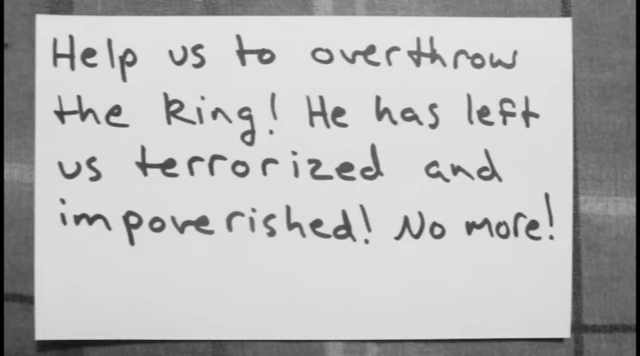 Help us to overthrow
the king! He has left
us terrorized and
impoverished! No more!